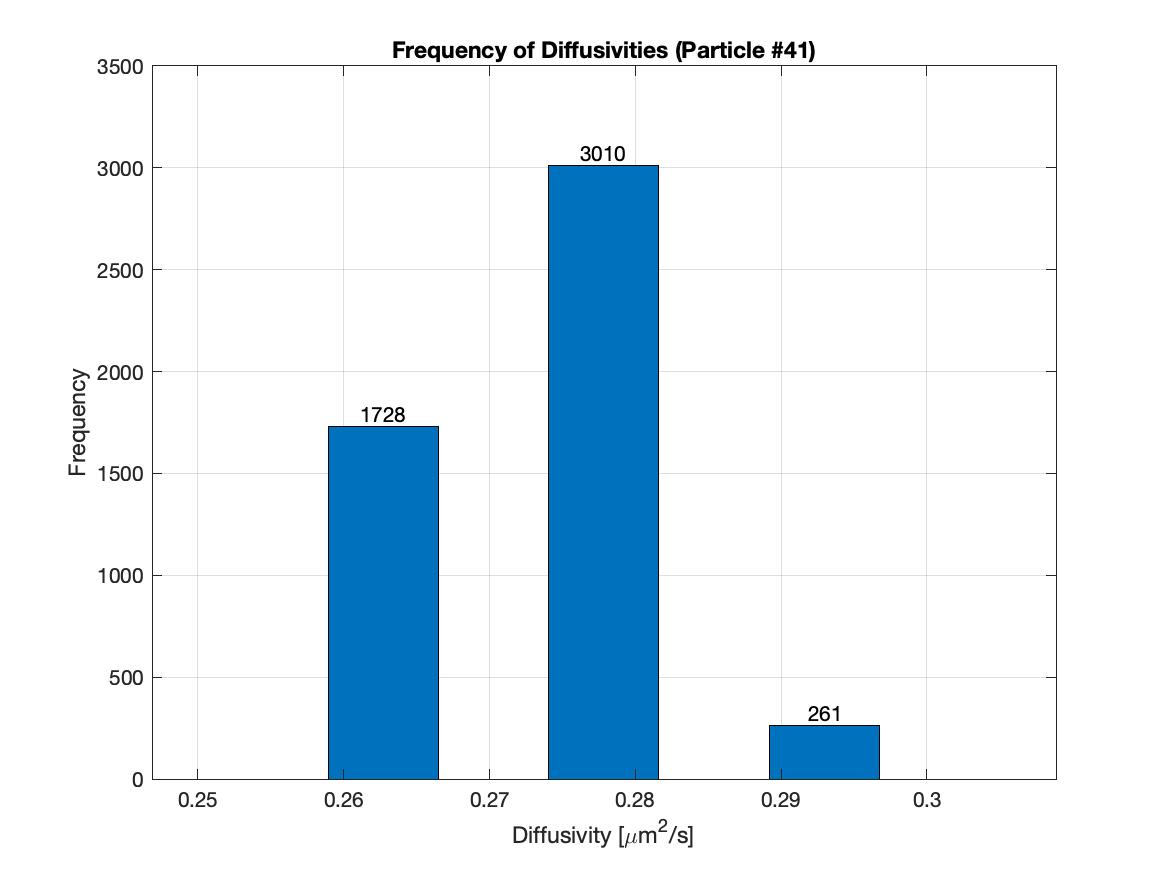 Frequency of Diffusivities (Particle #41)
3500
3000
2500
2000
1500
1000
500
0
Frequency
1728
3010
261
0.25 0.26 0.27 0.28 0.29 0.3
Diffusivity [μm²/s]